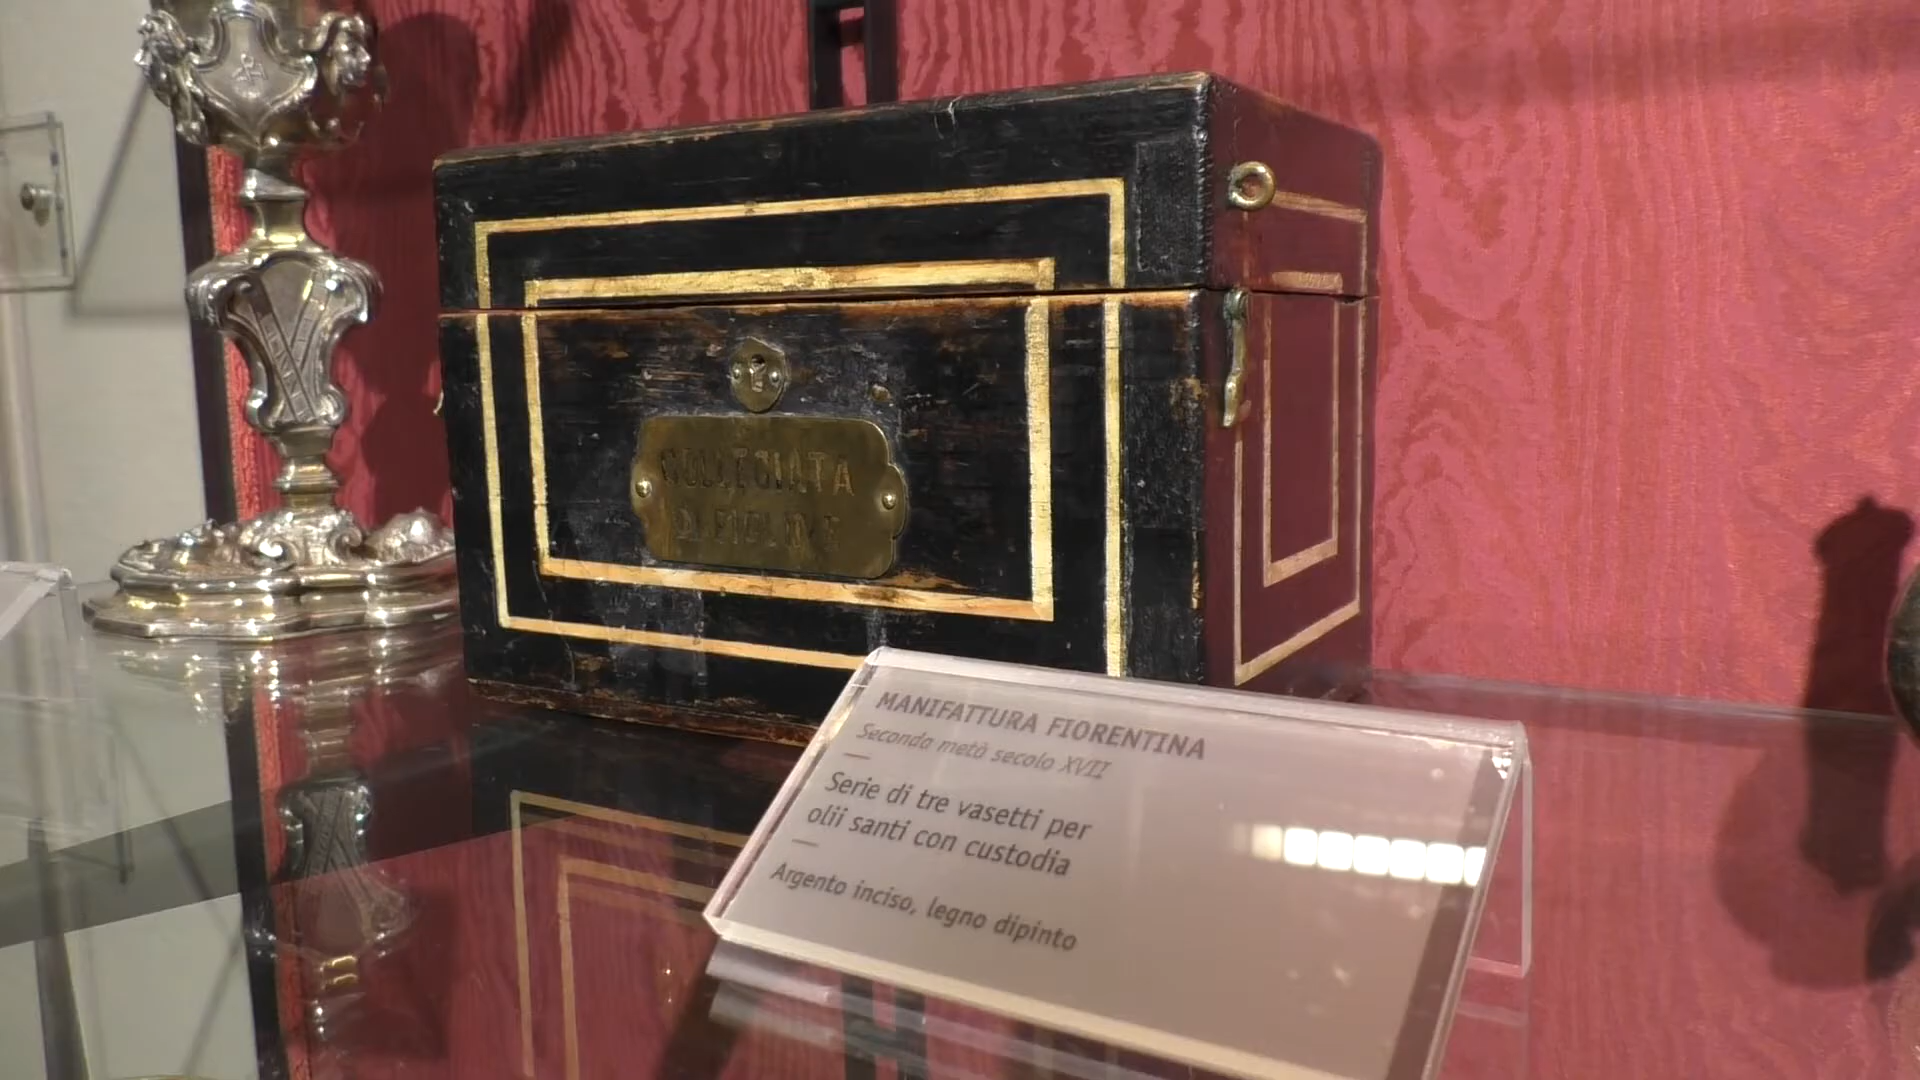 COLLEGIATA
MANIFATTURA FIORENTINA
Seconda metà secolo XVII
Serie di tre vasetti per
olii santi con custodia
Argento inciso, legno dipinto